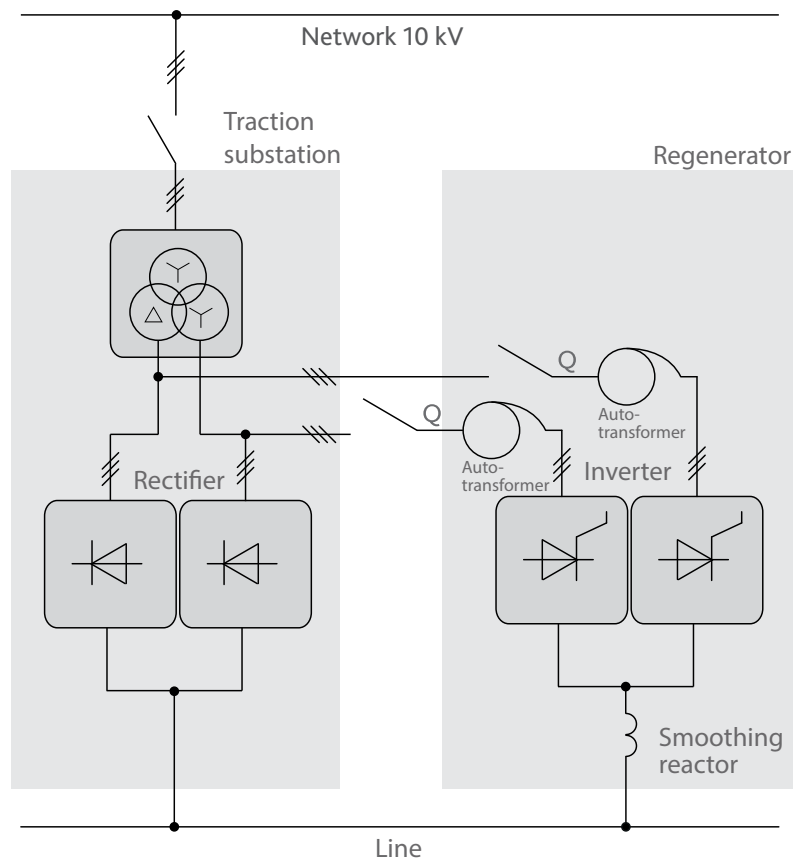 Network 10 kV
Traction
substation
Regenerator
Q
Auto-
transformer
Q
Auto-
transformer
Rectifier
Inverter
Smoothing
reactor
Line